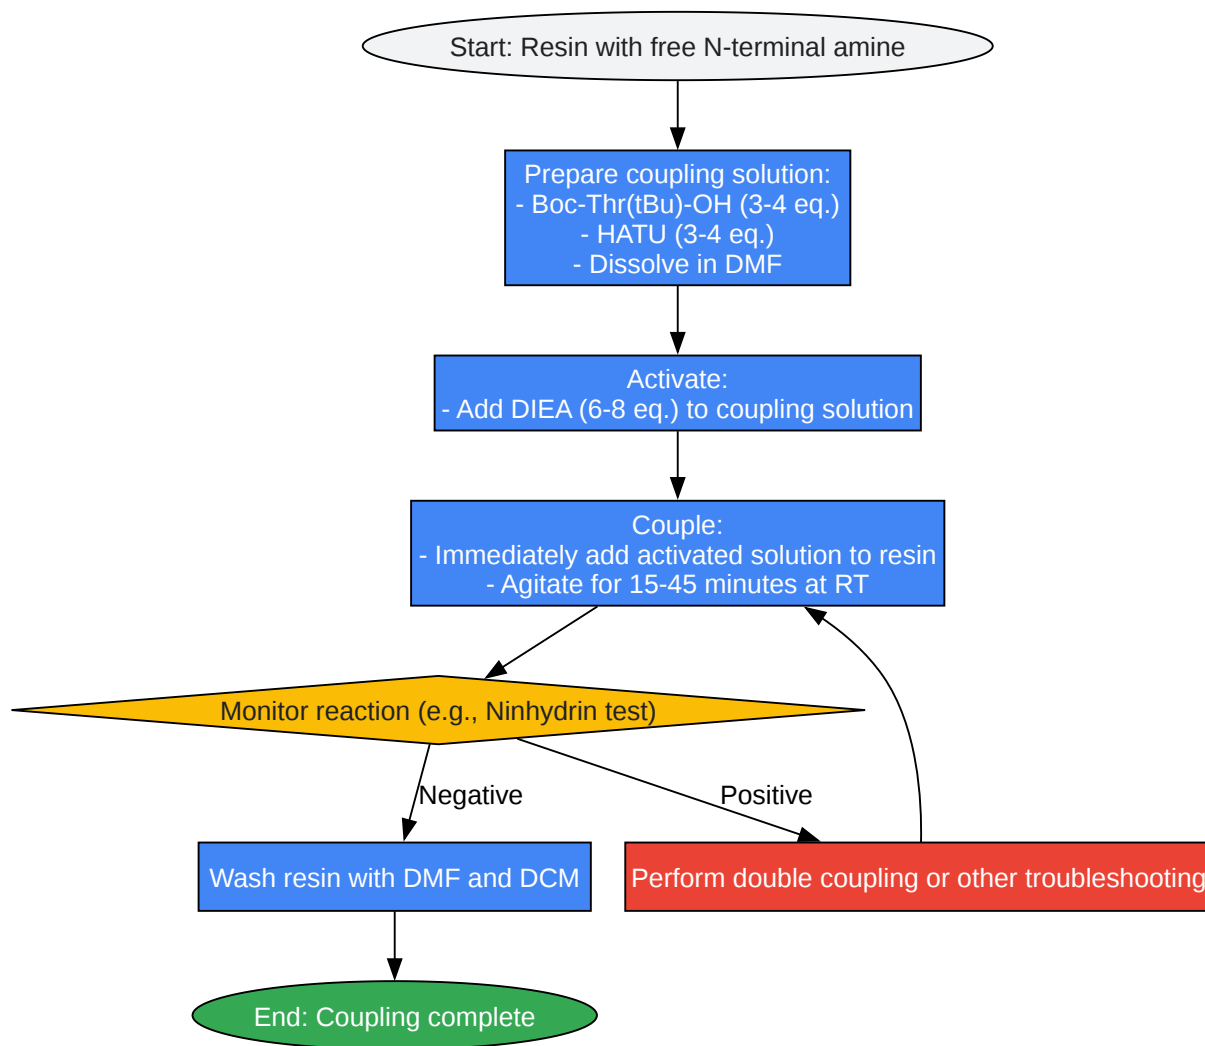 Start: Resin with free N-terminal amine
Prepare coupling solution:
- Boc-Thr(tBu)-OH (3-4 eq.)
- HATU (3-4 eq.)
- Dissolve in DMF
Activate:
- Add DIEA (6-8 eq.) to coupling solution
Couple:
- Immediately add activated solution to resin
- Agitate for 15-45 minutes at RT
Monitor reaction (e.g., Ninhydrin test)
Negative
Positive
Wash resin with DMF and DCM
Perform double coupling or other troubleshooting
End: Coupling complete